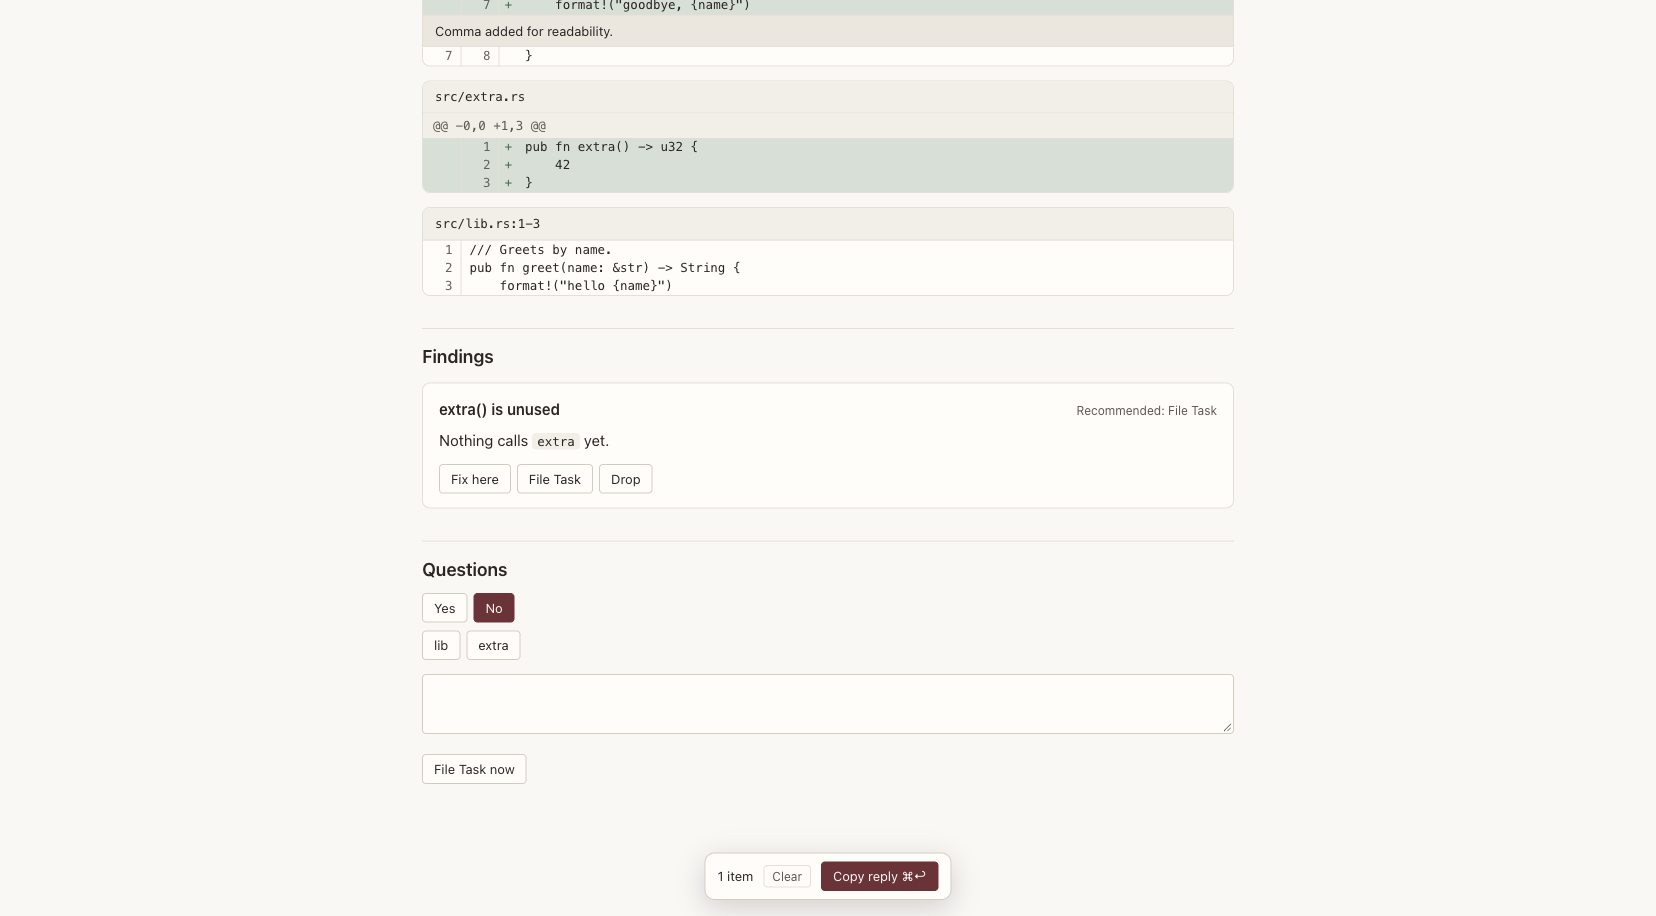 7 + format!("goodbye, {name}")
Comma added for readability.
7 8 }
src/extra.rs
@@ -0,0 +1,3 @@
1 + pub fn extra() -> u32 {
2 + 42
3 + }
src/lib.rs:1-3
1 /// Greets by name.
2 pub fn greet(name: &str) -> String {
3 format!("hello {name}")
Findings
extra() is unused Recommended: File Task
Nothing calls extra yet.
Fix here File Task Drop
Questions
Yes No
lib extra
File Task now
1 item Clear Copy reply ⌘↩